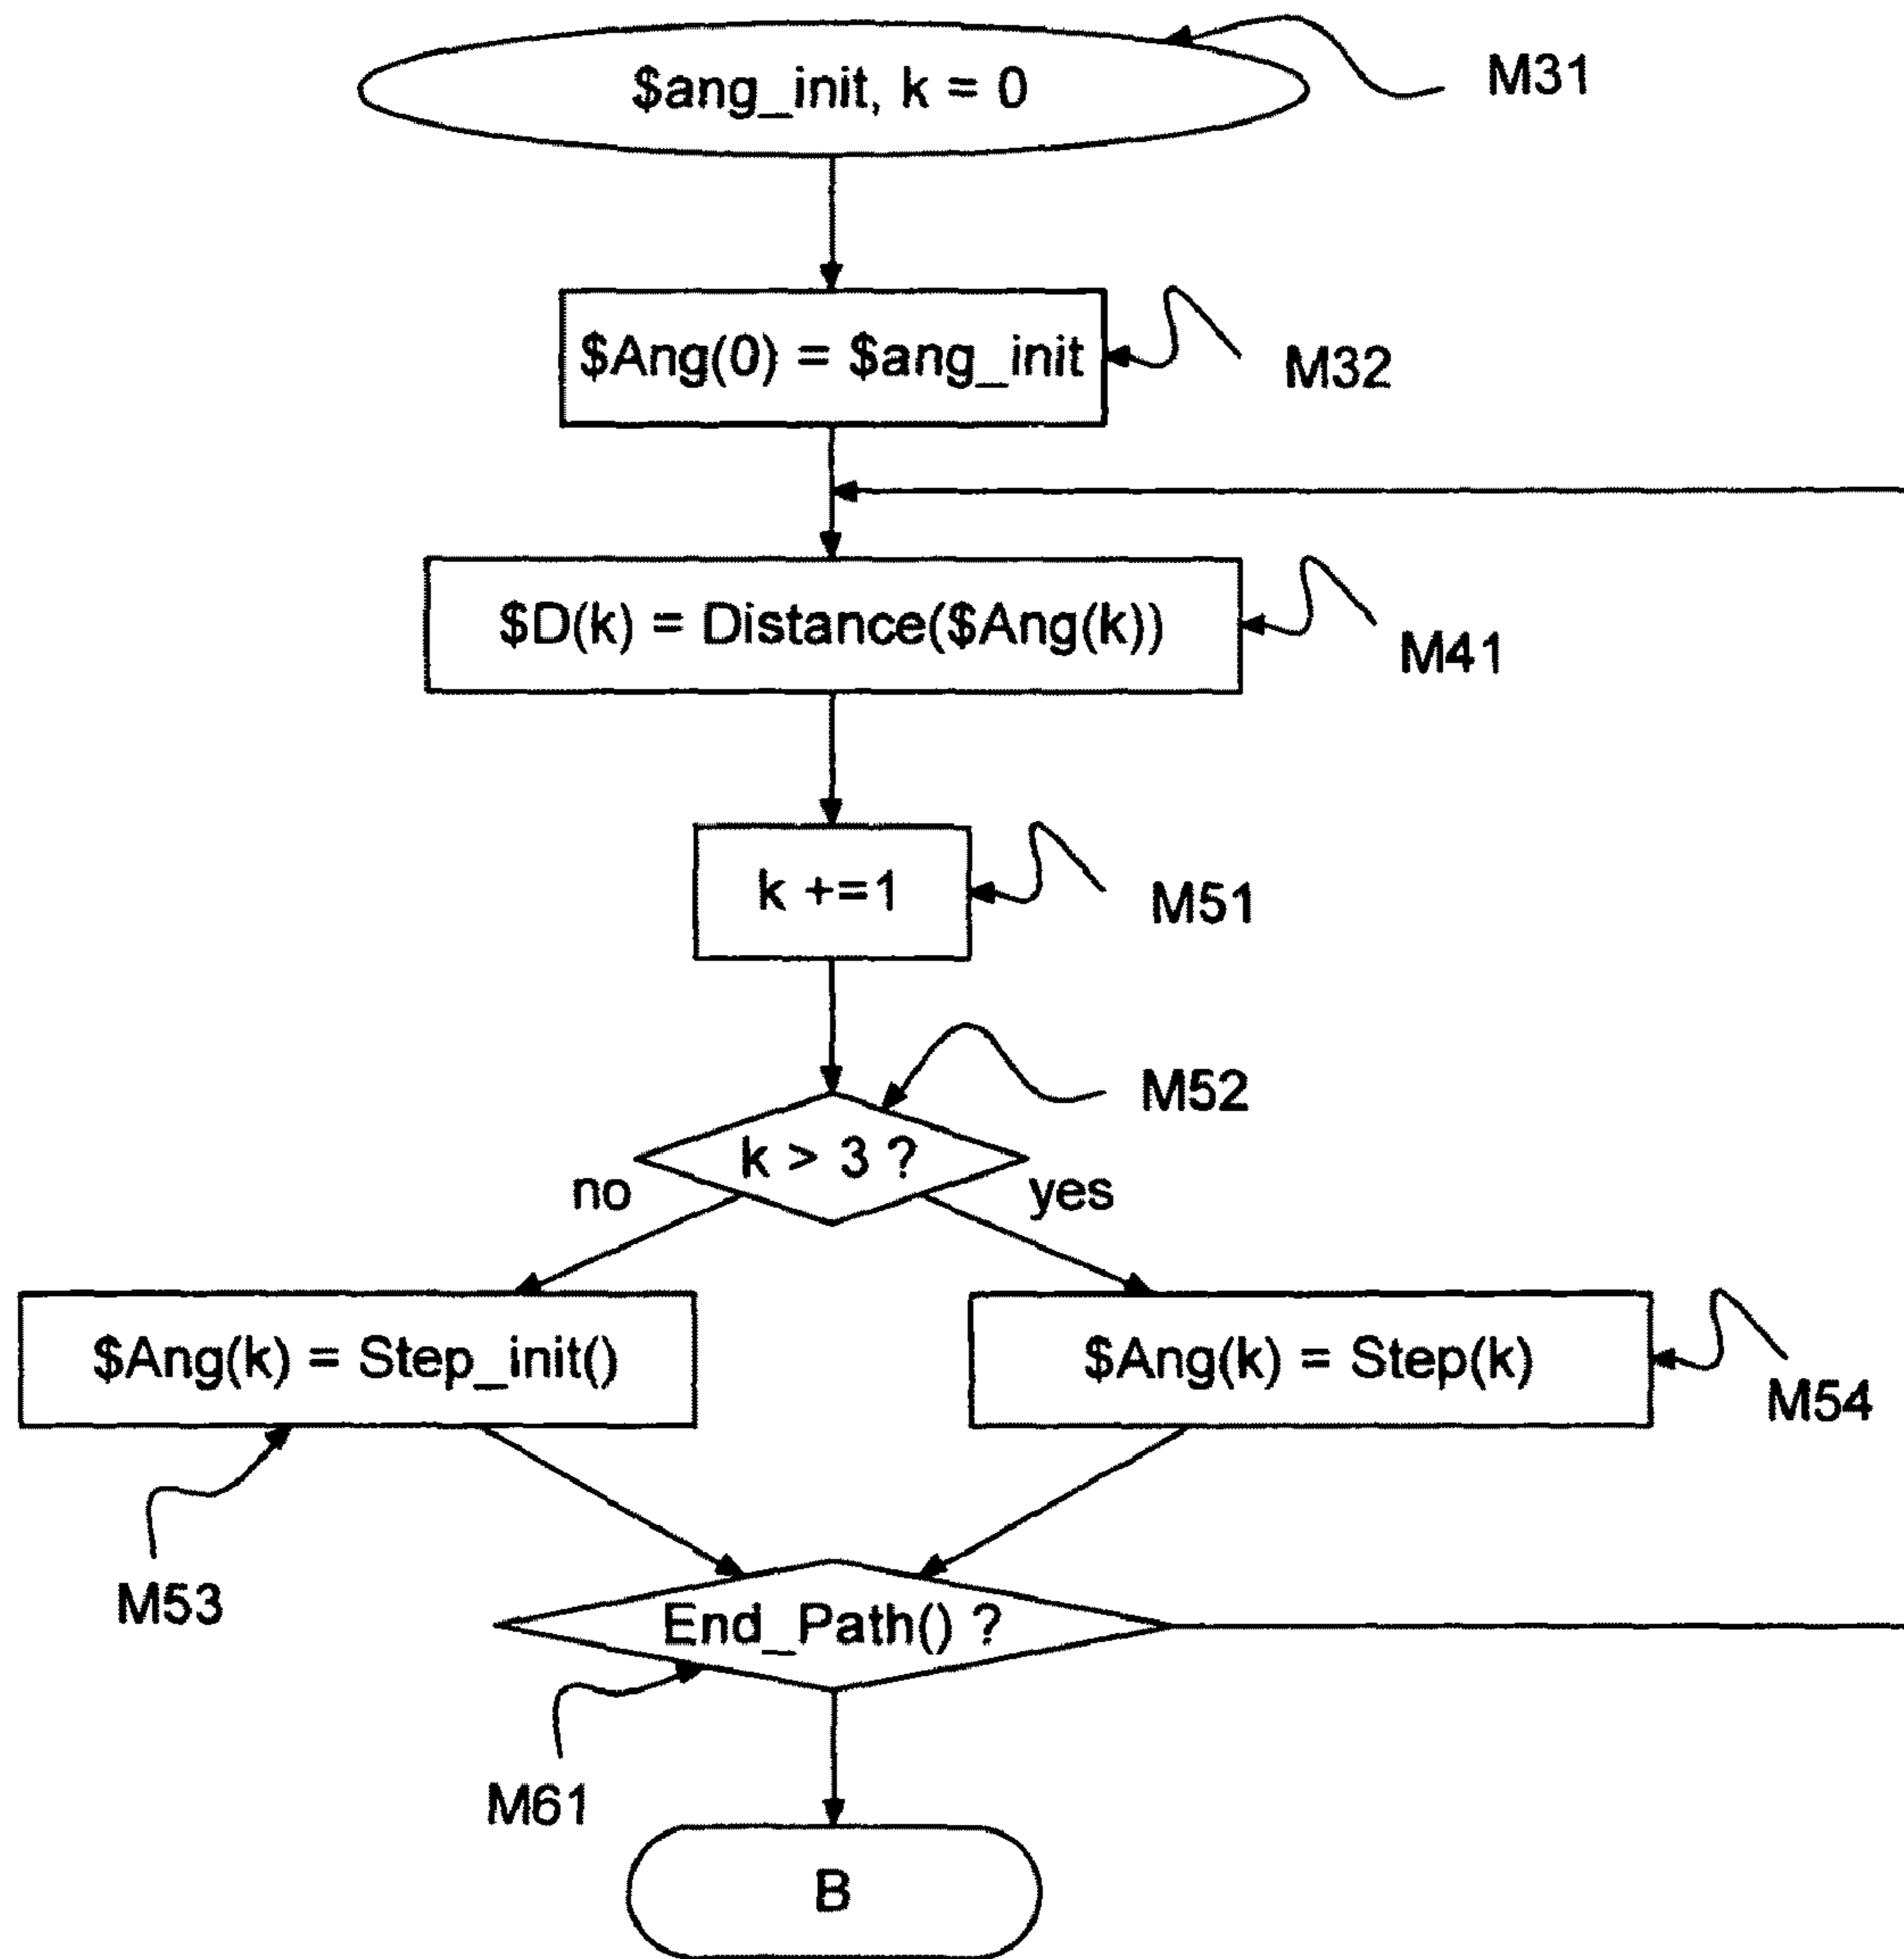 $ang_init, k = 0
M31
$Ang(0) = $ang_init
M32
$D(k) = Distance($Ang(k))
M41
k +=1
M51
M52
k > 3 ?
no
yes
$Ang(k) = Step_init()
$Ang(k) = Step(k)
M54
M53
End_Path() ?
M61
B